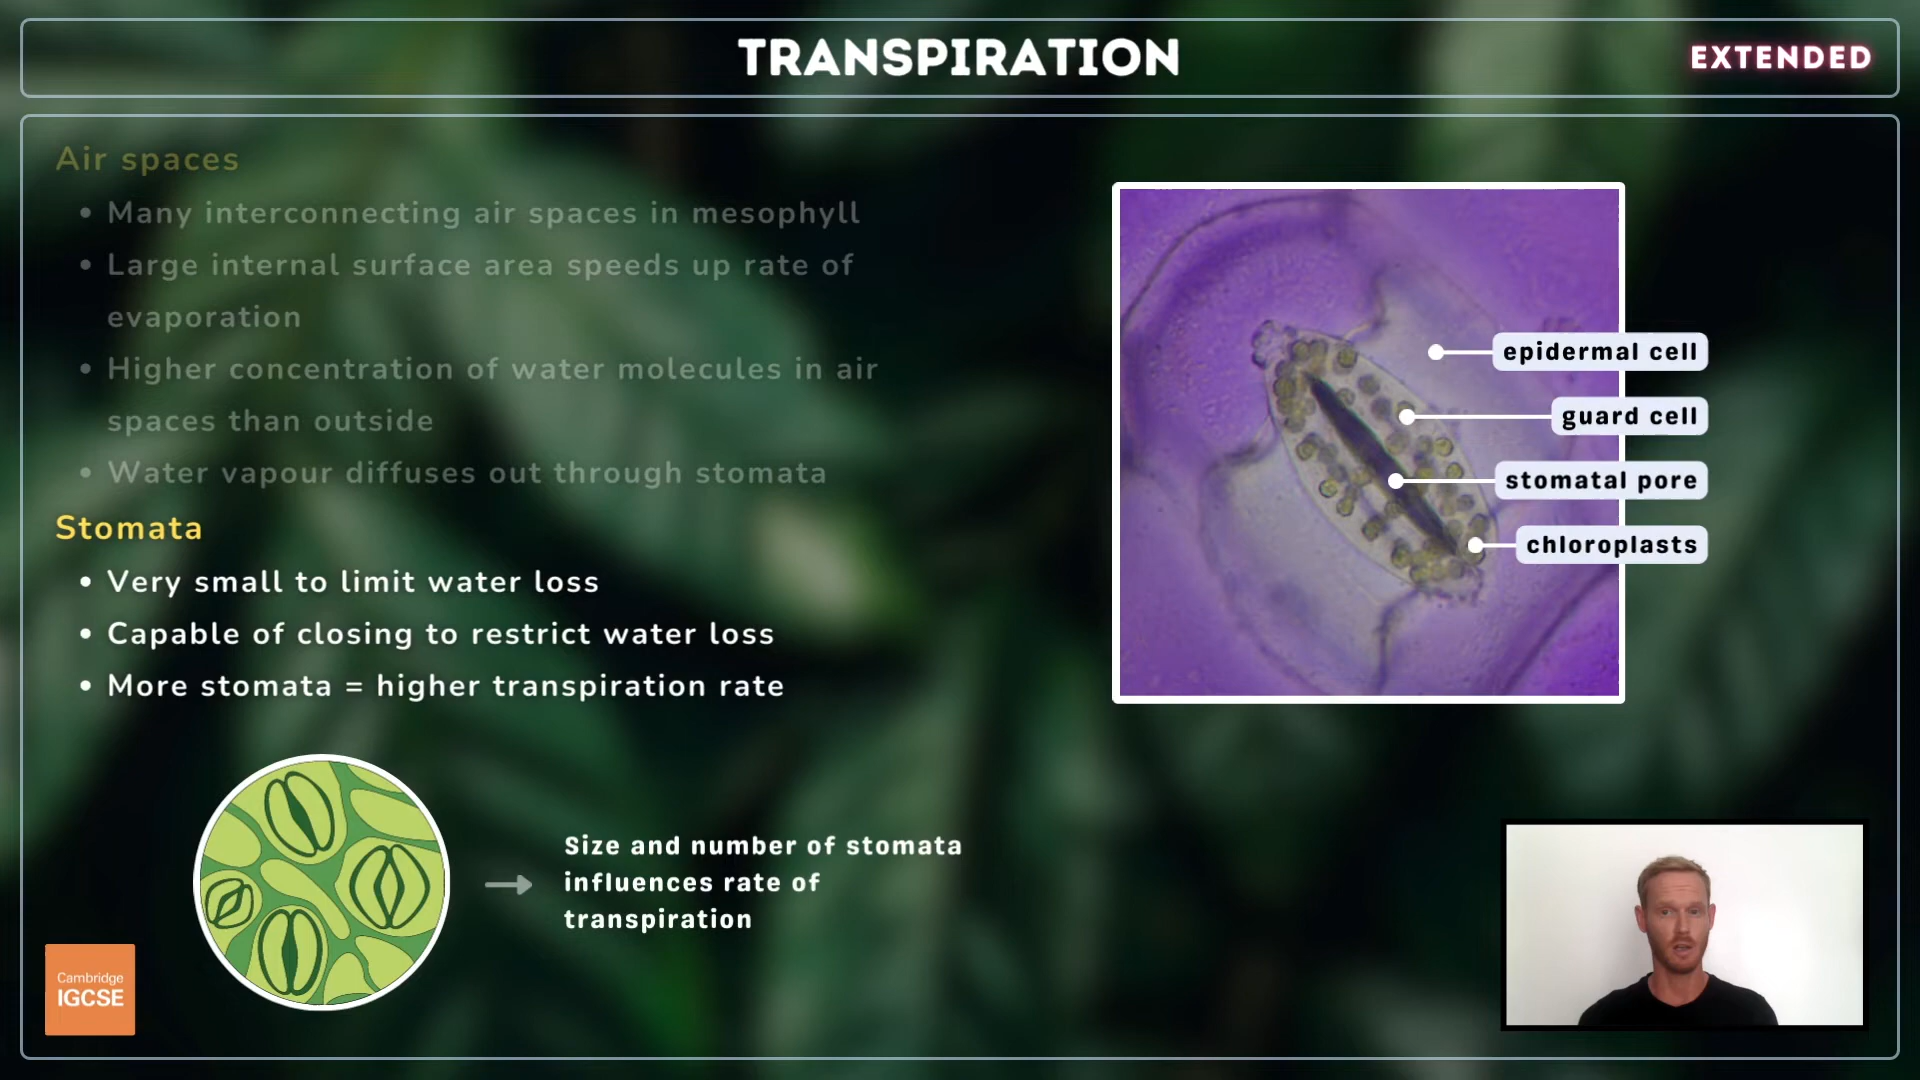 TRANSPIRATION
EXTENDED
Air spaces
• Many interconnecting air spaces in mesophyll
• Large internal surface area speeds up rate of
evaporation
• Higher concentration of water molecules in air
spaces than outside
• Water vapour diffuses out through stomata
Stomata
• Very small to limit water loss
• Capable of closing to restrict water loss
• More stomata = higher transpiration rate
epidermal cell
guard cell
stomatal pore
chloroplasts
Size and number of stomata
influences rate of
transpiration
Cambridge
IGCSE